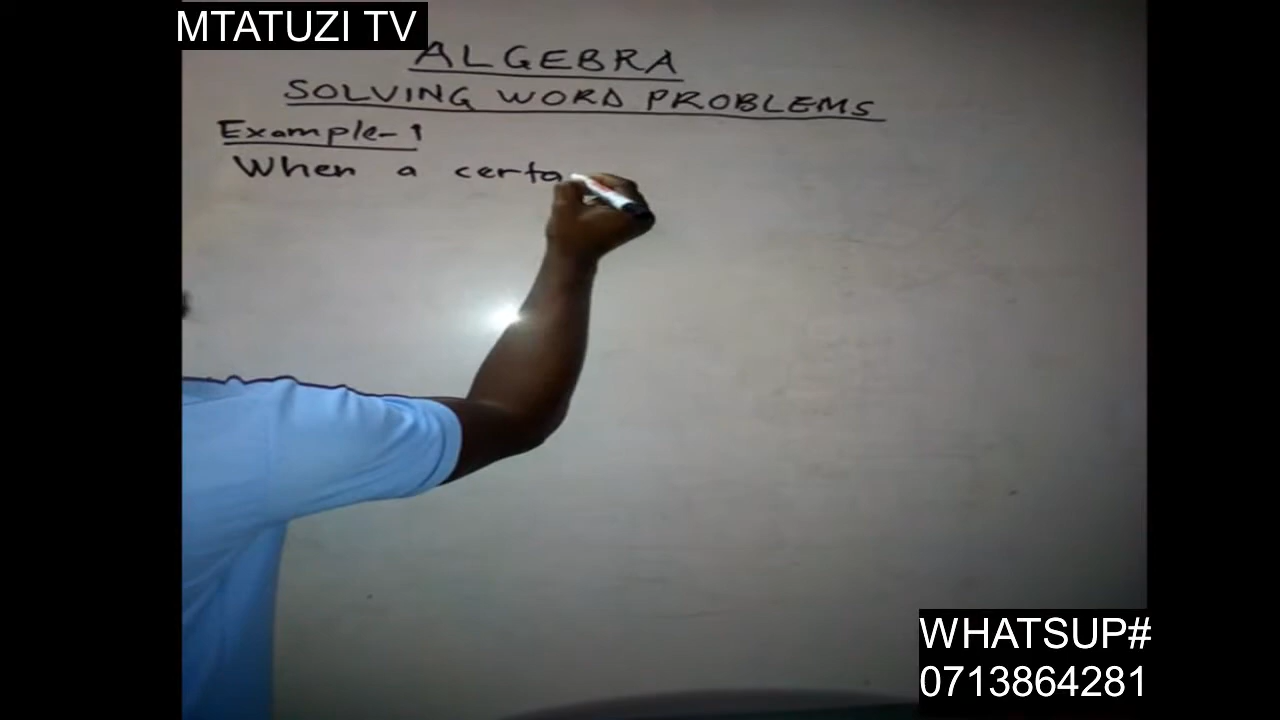 MTATUZI TV
ALGEBRA
SOLVING WORD PROBLEMS
Example-1
When a certa
WHATSUP#
0713864281